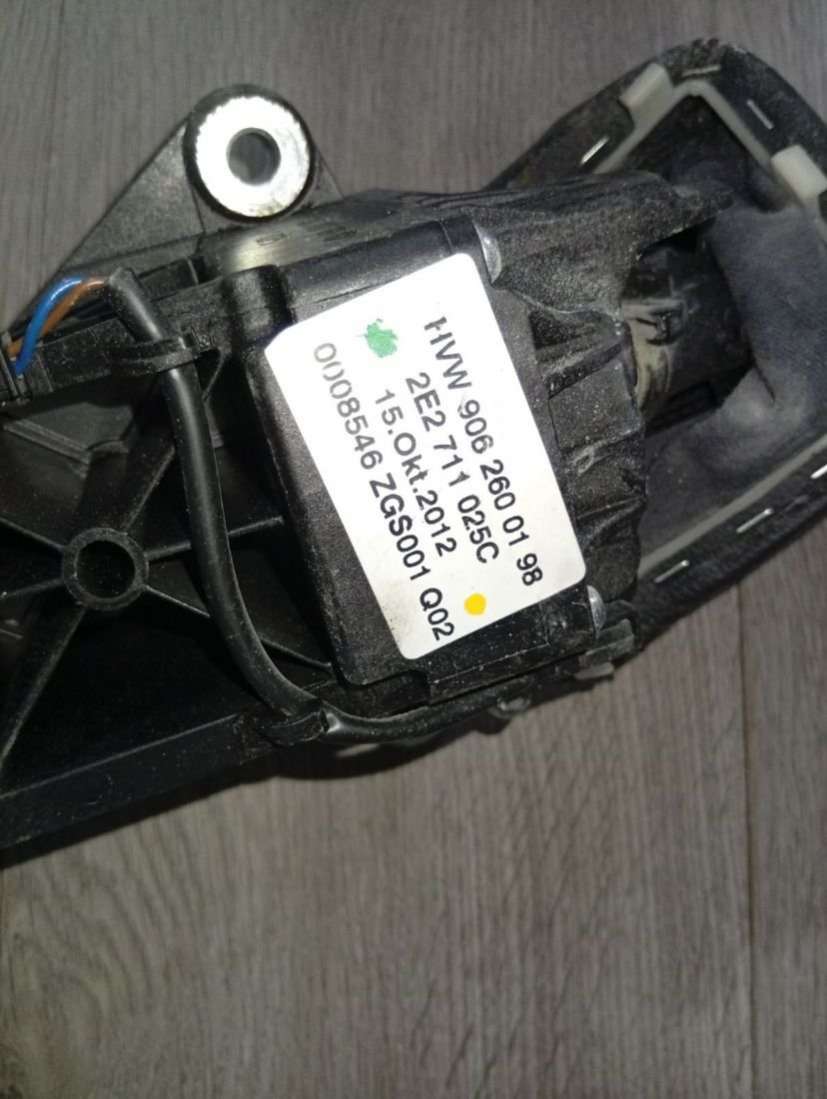 HVW 906 260 01 98
2E2 711 025C
15.Okt.2012
0008546 ZGS001 Q02